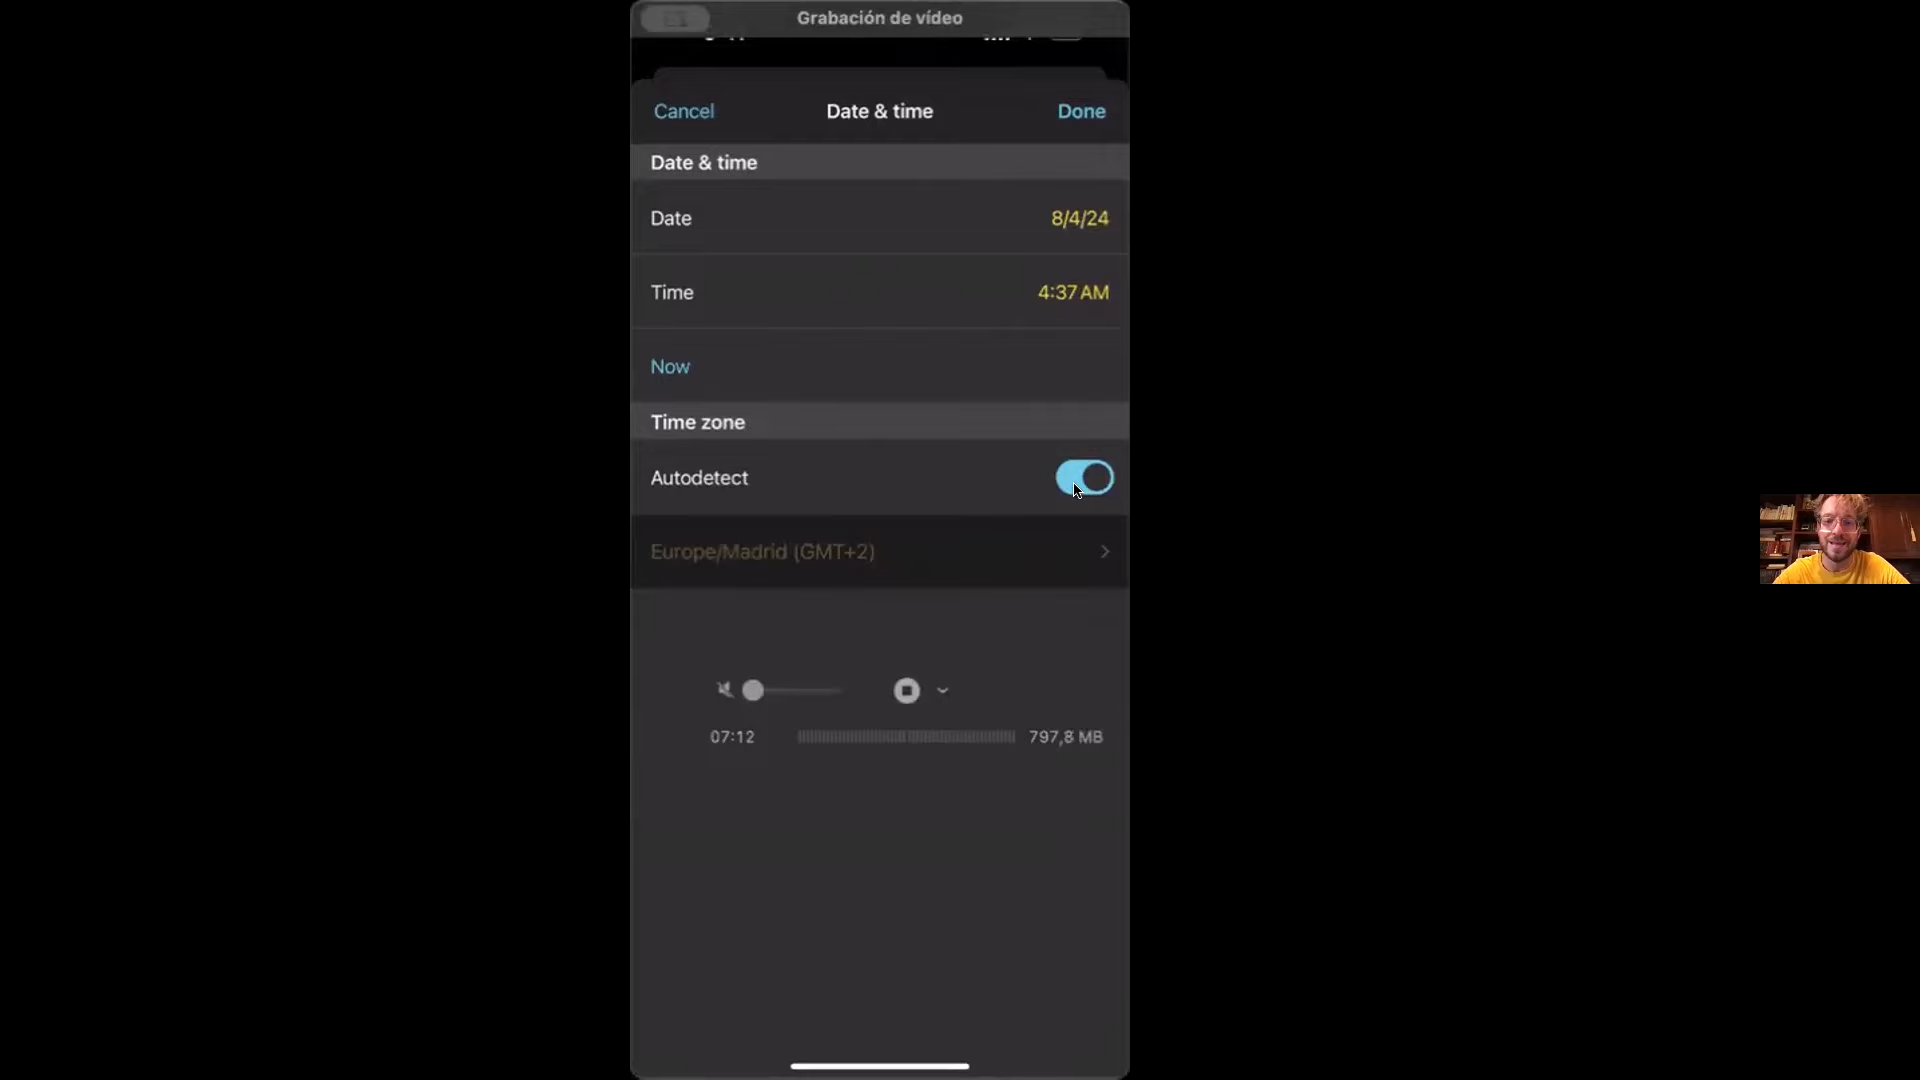 Grabación de vídeo
Cancel Date & time Done
Date & time
Date 8/4/24
Time 4:37 AM
Now
Time zone
Autodetect
Europe/Madrid (GMT+2)
07:12 797,8 MB